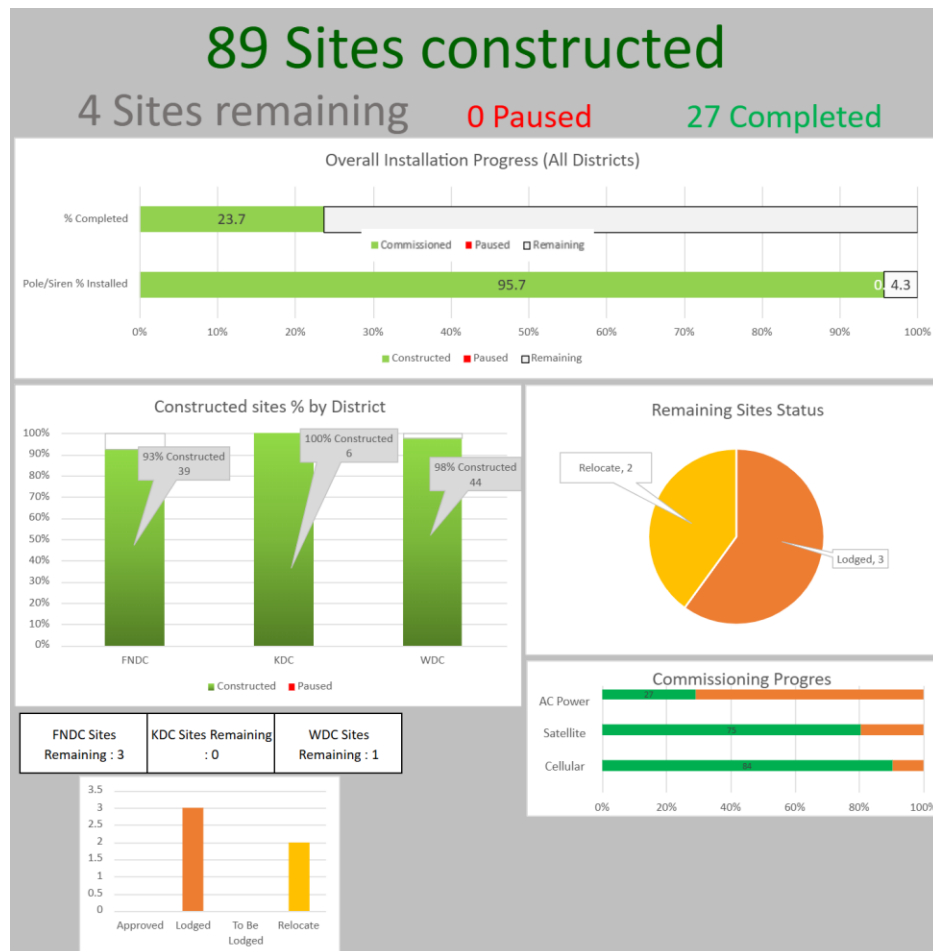 89 Sites constructed
4 Sites remaining
0 Paused
27 Completed
Overall Installation Progress (All Districts)
% Completed
23.7
Commissioned Paused Remaining
Pole/Siren % Installed
95.7
0.
4.3
0% 10% 20% 30% 40% 50% 60% 70% 80% 90% 100%
Constructed Paused Remaining
Constructed sites % by District
100%
90%
80%
70%
60%
50%
40%
30%
20%
10%
0%
93% Constructed
39
100% Constructed
6
98% Constructed
44
FNDC KDC WDC
Constructed Paused
Remaining Sites Status
Relocate, 2
Lodged, 3
Commissioning Progres
AC Power
27
Satellite
75
Cellular
84
0% 20% 40% 60% 80% 100%
FNDC Sites
Remaining : 3
KDC Sites Remaining
: 0
WDC Sites
Remaining : 1
3.5
3
2.5
2
1.5
1
0.5
0
Approved Lodged To Be Relocate
Lodged